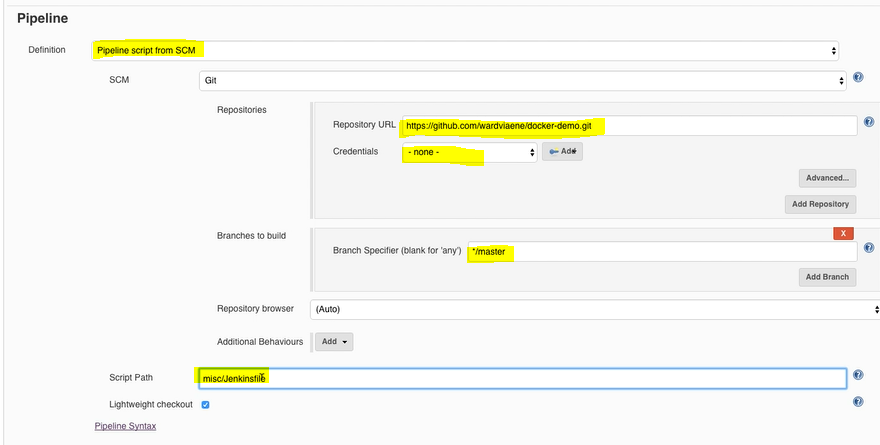 Pipeline
Definition Pipeline script from SCM
SCM Git
Repositories
Repository URL https://github.com/wardviaene/docker-demo.git
Credentials - none - Add
Advanced...
Add Repository
Branches to build X
Branch Specifier (blank for 'any') */master
Add Branch
Repository browser (Auto)
Additional Behaviours Add
Script Path misc/Jenkinsfile
Lightweight checkout
Pipeline Syntax